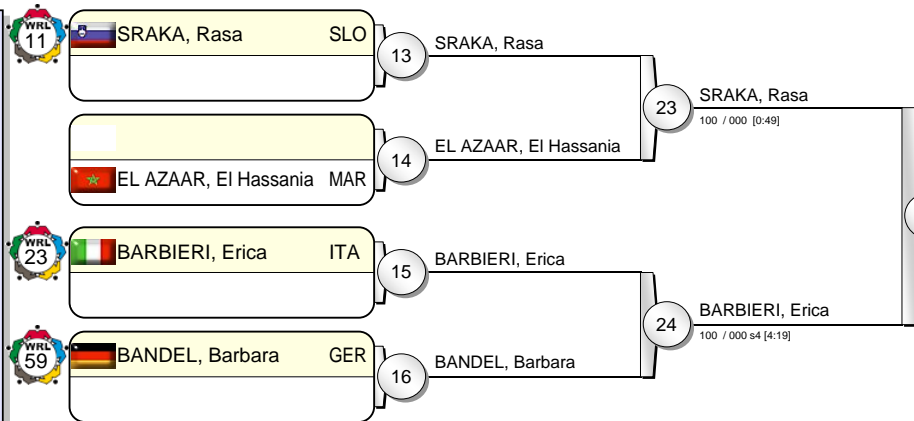 WRL
11
SRAKA, Rasa SLO
13
SRAKA, Rasa
23
SRAKA, Rasa
100 / 000 [0:49]
14
EL AZAAR, El Hassania
EL AZAAR, El Hassania MAR
WRL
23
BARBIERI, Erica ITA
15
BARBIERI, Erica
24
BARBIERI, Erica
100 / 000 s4 [4:19]
WRL
59
BANDEL, Barbara GER
16
BANDEL, Barbara